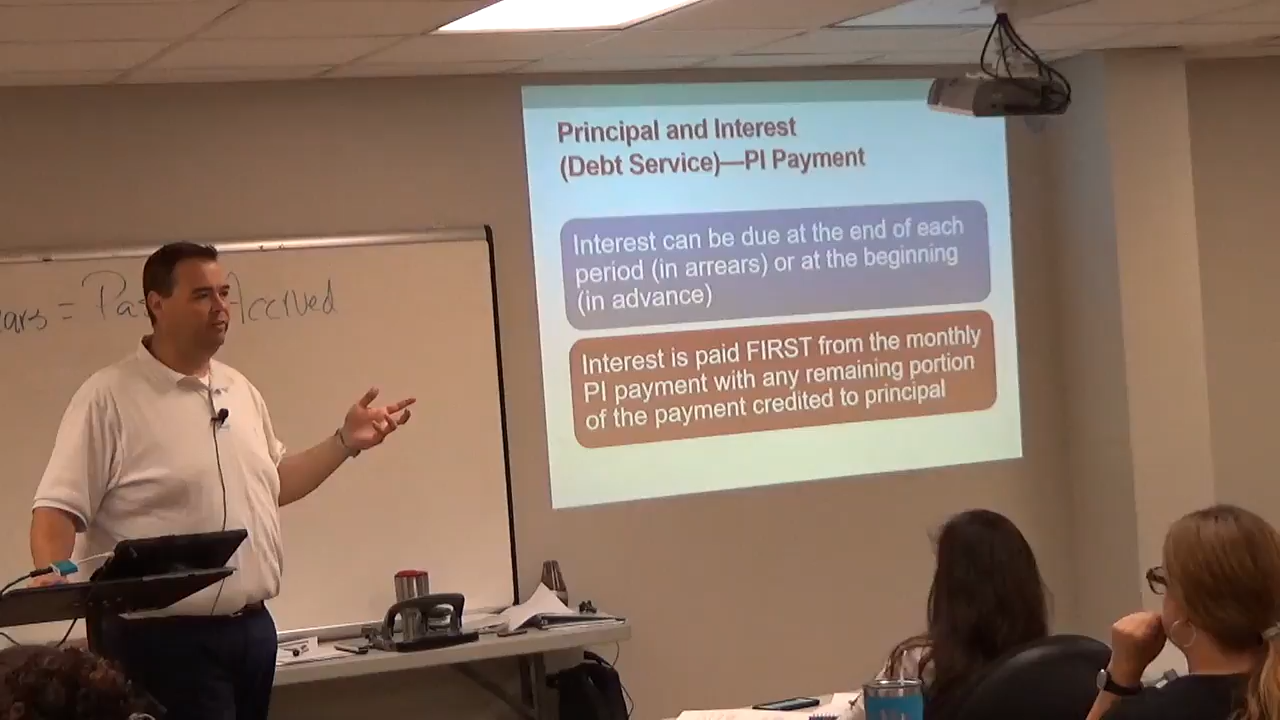 = Pa Accrued
Principal and Interest
(Debt Service)—PI Payment
Interest can be due at the end of each
period (in arrears) or at the beginning
(in advance)
Interest is paid FIRST from the monthly
PI payment with any remaining portion
of the payment credited to principal